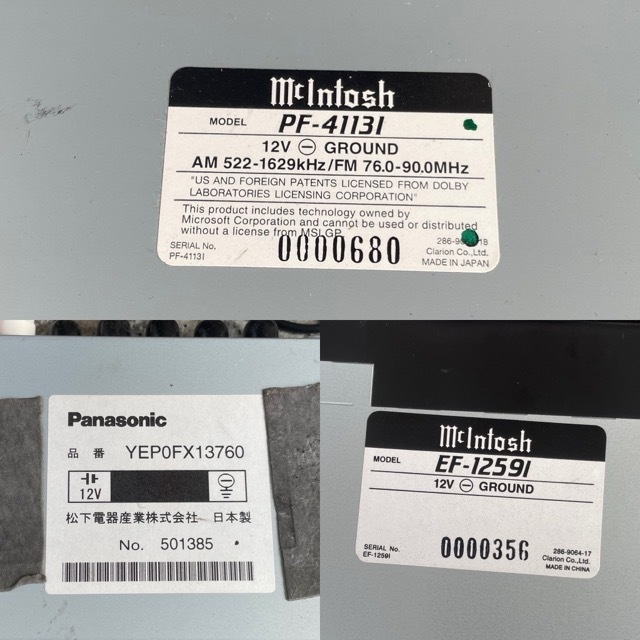 McIntosh
MODEL PF-4113I
12V ⊖ GROUND
AM 522-1629kHz/FM 76.0-90.0MHz
"US AND FOREIGN PATENTS LICENSED FROM DOLBY
LABORATORIES LICENSING CORPORATION"
This product includes technology owned by
Microsoft Corporation and cannot be used or distributed
without a license from MSLGP.
SERIAL No.
PF-4113I
0000680
Clarion Co.,Ltd.
MADE IN JAPAN
Panasonic
品番 YEP0FX13760
12V
松下電器産業株式会社 日本製
No. 501385
McIntosh
MODEL EF-1259I
12V ⊖ GROUND
SERIAL No.
EF-1259I
0000356
286-9064-17
Clarion Co.,Ltd.
MADE IN CHINA